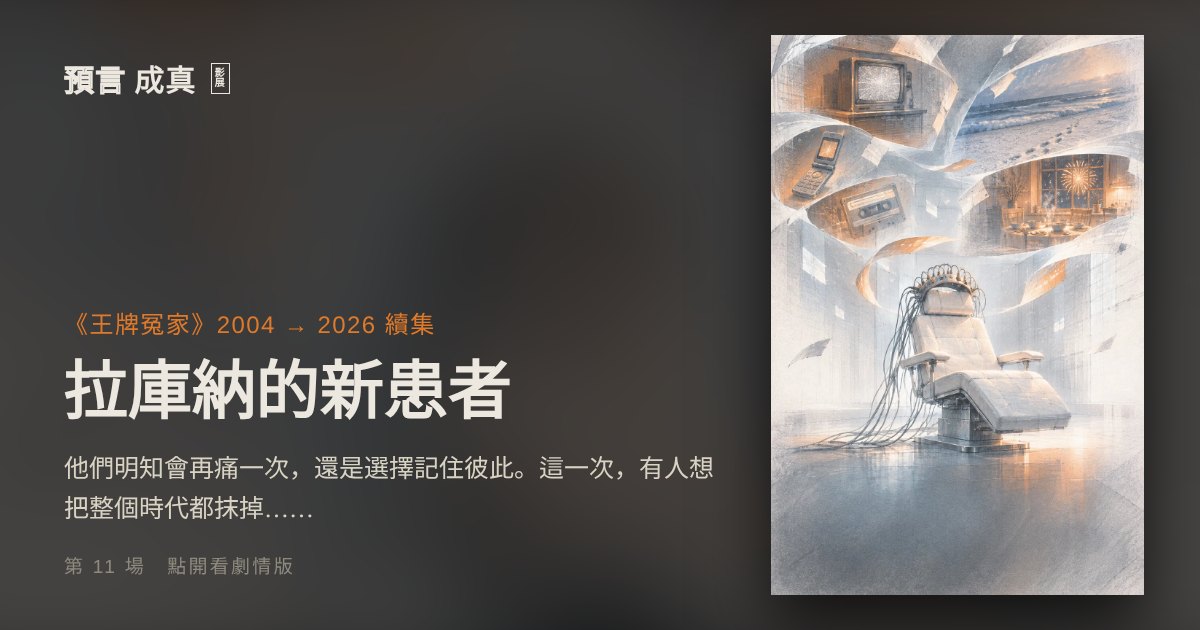 預言成真 影展
《王牌冤家》2004 → 2026 續集
拉庫納的新患者
他們明知會再痛一次，還是選擇記住彼此。這一次，有人想
把整個時代都抹掉……
第 11 場　點開看劇情版